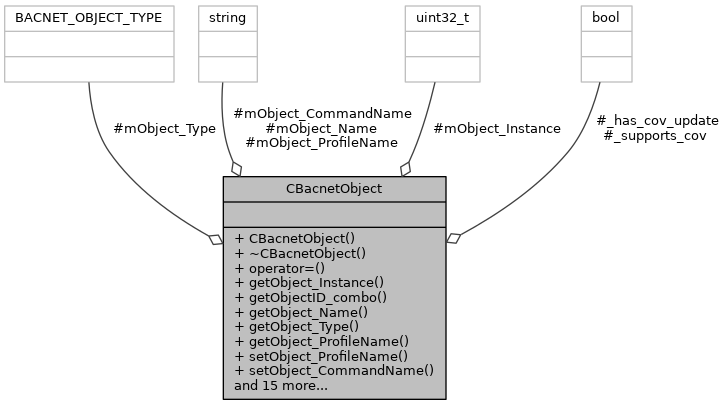 BACNET_OBJECT_TYPE
string
uint32_t
bool
#mObject_Type
#mObject_CommandName
#mObject_Name
#mObject_ProfileName
#mObject_Instance
#_has_cov_update
#_supports_cov
CBacnetObject
+ CBacnetObject()
+ ~CBacnetObject()
+ operator=()
+ getObject_Instance()
+ getObjectID_combo()
+ getObject_Name()
+ getObject_Type()
+ getObject_ProfileName()
+ setObject_ProfileName()
+ setObject_CommandName()
and 15 more...